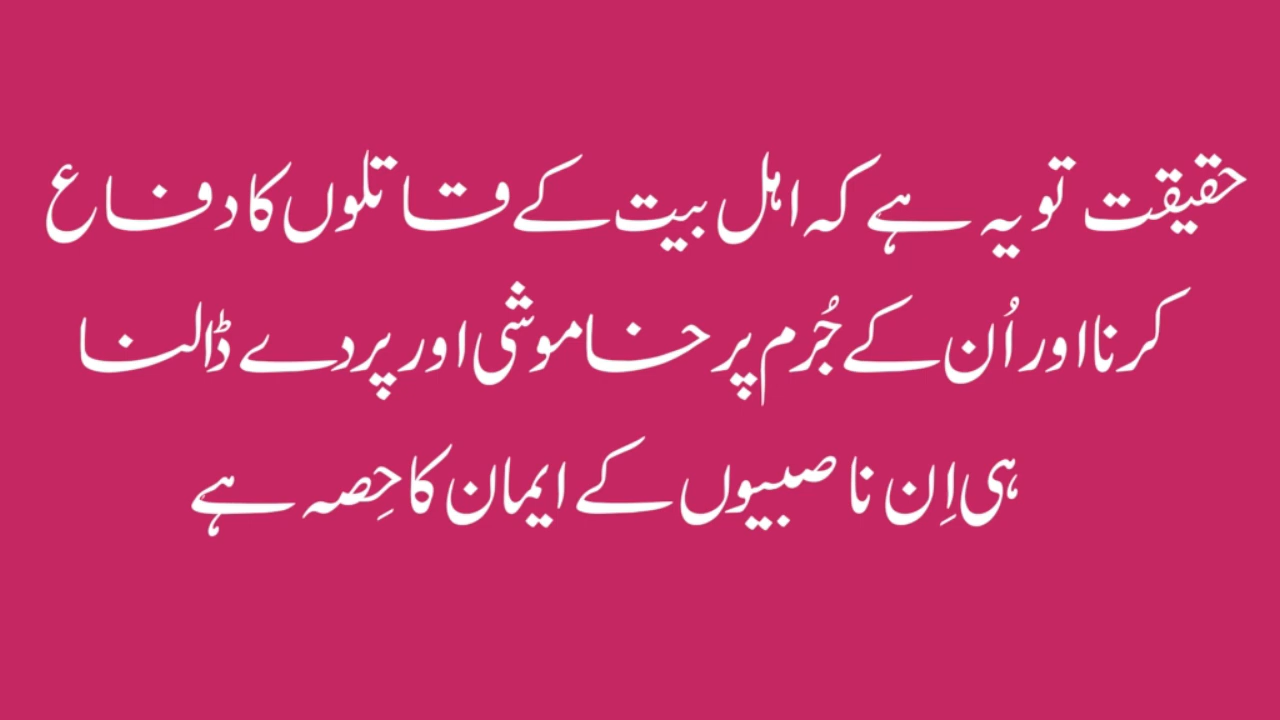 حقیقت تو یہ ہے کہ اہل بیت کے قاتلوں کا دفاع
کرنا اور اُن کے جُرم پر خاموشی اور پردے ڈالنا
ہی اِن ناصبیوں کے ایمان کا حِصہ ہے